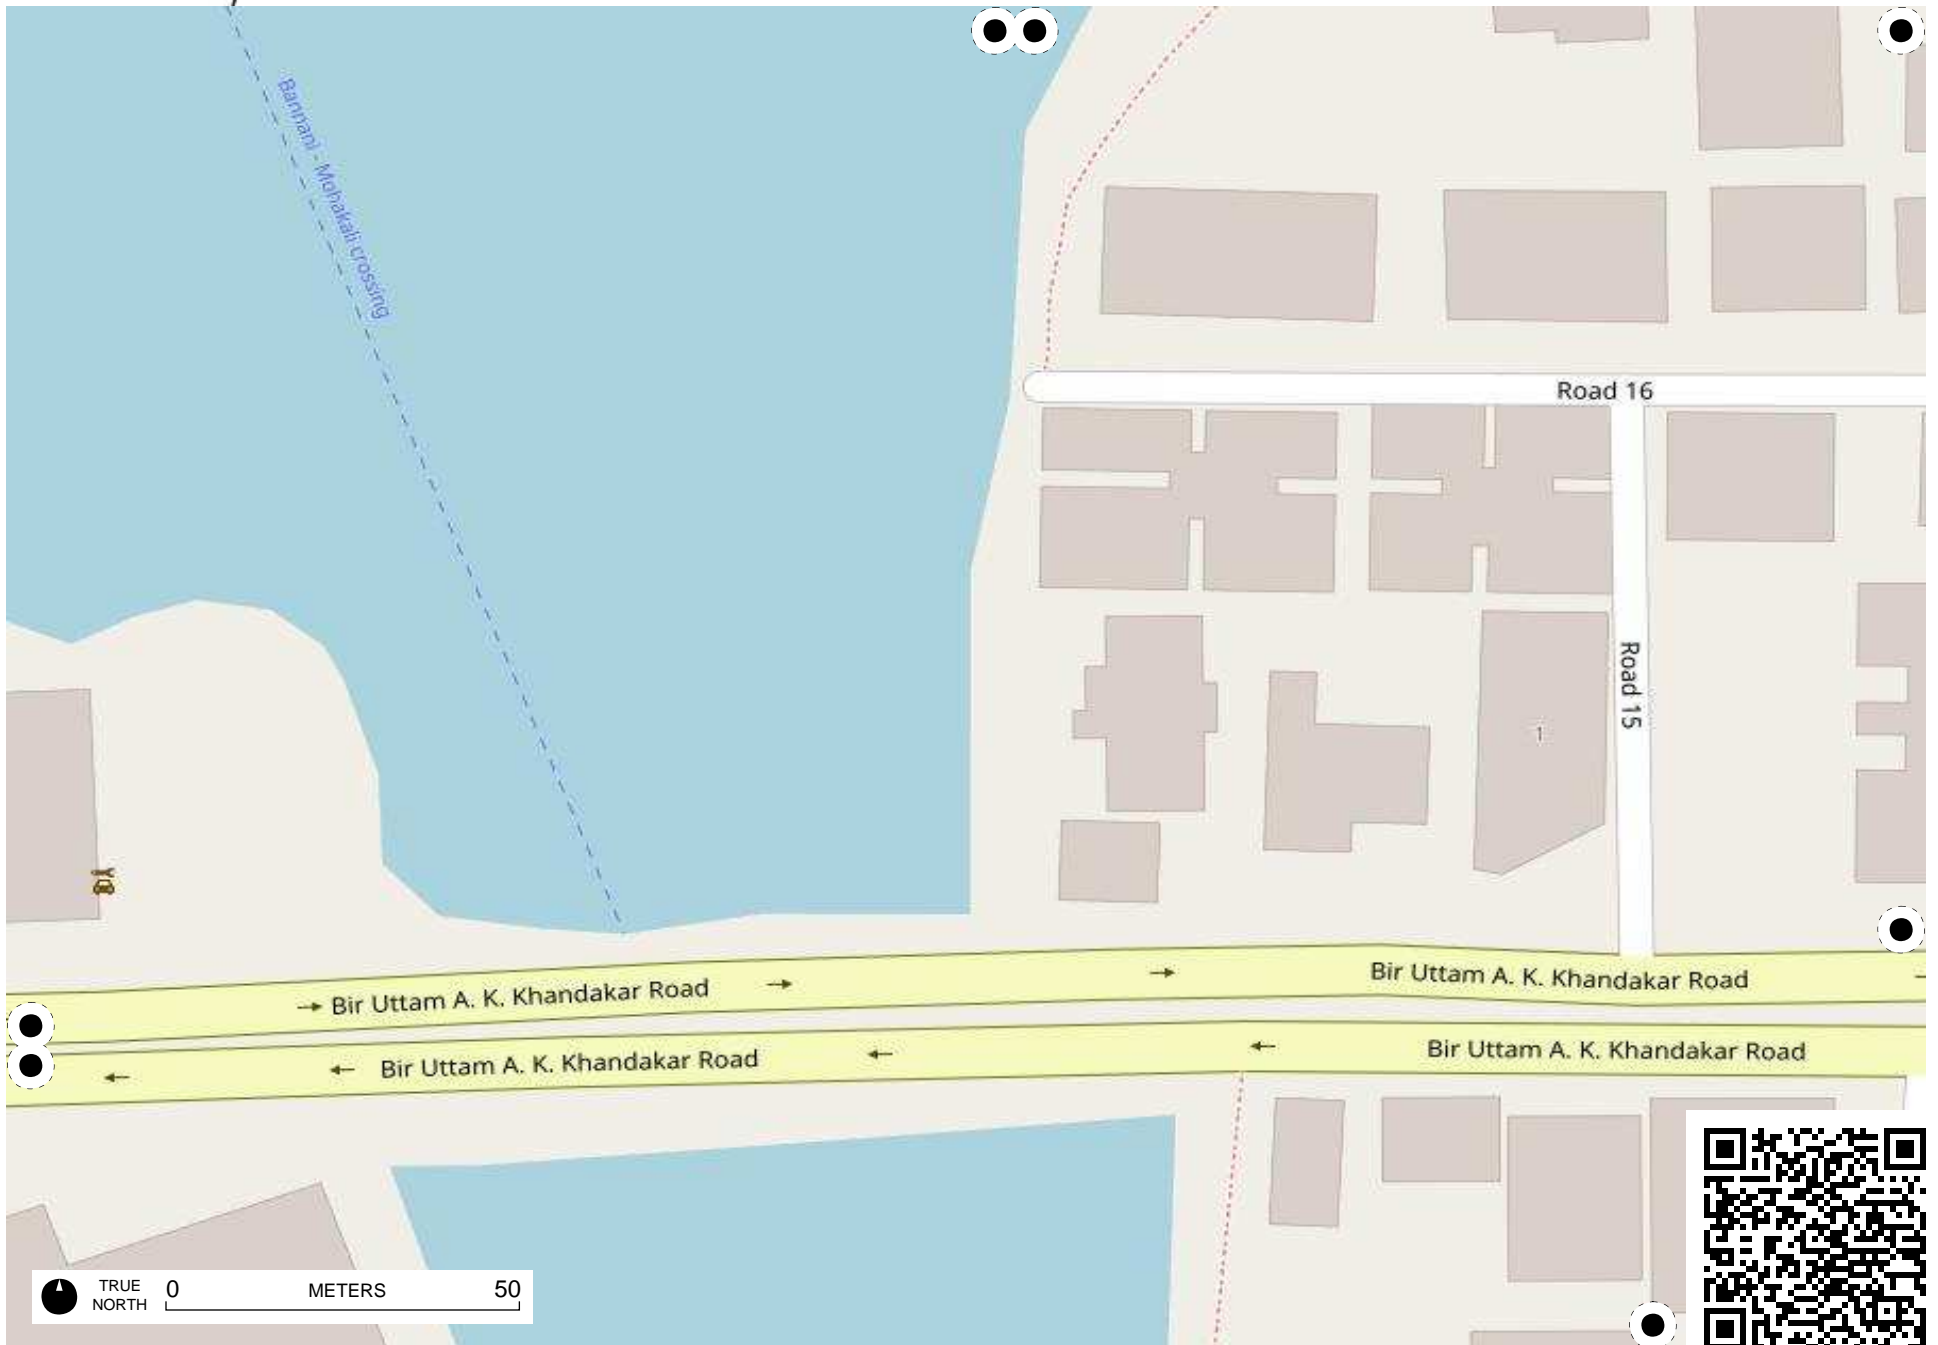 Bannani - Mohakali crossing
Road 16
Road 15
1
Bir Uttam A. K. Khandakar Road
Bir Uttam A. K. Khandakar Road
Bir Uttam A. K. Khandakar Road
Bir Uttam A. K. Khandakar Road
TRUE NORTH
0 METERS 50